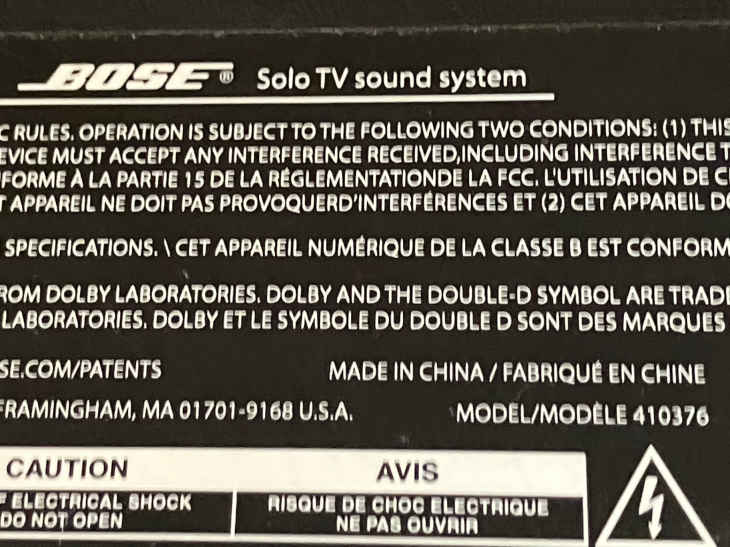 BOSE® Solo TV sound system
C RULES. OPERATION IS SUBJECT TO THE FOLLOWING TWO CONDITIONS: (1) THIS
EVICE MUST ACCEPT ANY INTERFERENCE RECEIVED,INCLUDING INTERFERENCE T
FORME À LA PARTIE 15 DE LA RÉGLEMENTATIONDE LA FCC. L'UTILISATION DE C
T APPAREIL NE DOIT PAS PROVOQUERD'INTERFÉRENCES ET (2) CET APPAREIL DO
SPECIFICATIONS. \ CET APPAREIL NUMÉRIQUE DE LA CLASSE B EST CONFORM
ROM DOLBY LABORATORIES. DOLBY AND THE DOUBLE-D SYMBOL ARE TRADE
LABORATORIES. DOLBY ET LE SYMBOLE DU DOUBLE D SONT DES MARQUES
SE.COM/PATENTS
MADE IN CHINA / FABRIQUÉ EN CHINE
FRAMINGHAM, MA 01701-9168 U.S.A.
MODEL/MODÈLE 410376
CAUTION
AVIS
F ELECTRICAL SHOCK
DO NOT OPEN
RISQUE DE CHOC ELECTRIQUE
NE PAS OUVRIR